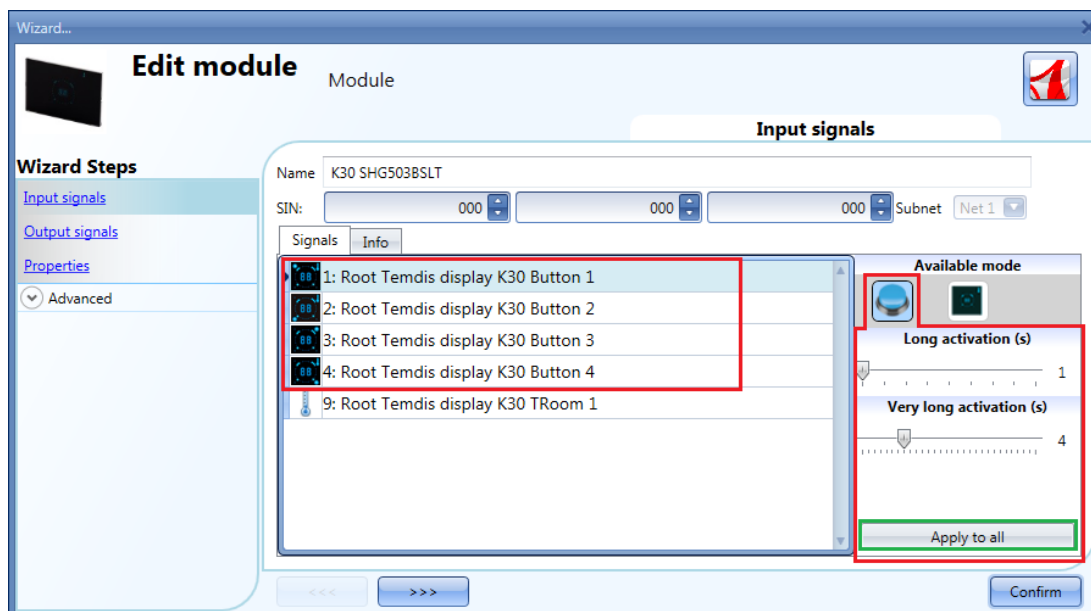 Wizard...
Edit module
Module
Input signals
Wizard Steps
Input signals
Output signals
Properties
Advanced
Name K30 SHG503BSLT
SIN: 000 000 000 Subnet Net 1
Signals Info
1: Root Temdis display K30 Button 1
2: Root Temdis display K30 Button 2
3: Root Temdis display K30 Button 3
4: Root Temdis display K30 Button 4
9: Root Temdis display K30 TRoom 1
Available mode
Long activation (s)
1
Very long activation (s)
4
Apply to all
<<< >>> Confirm